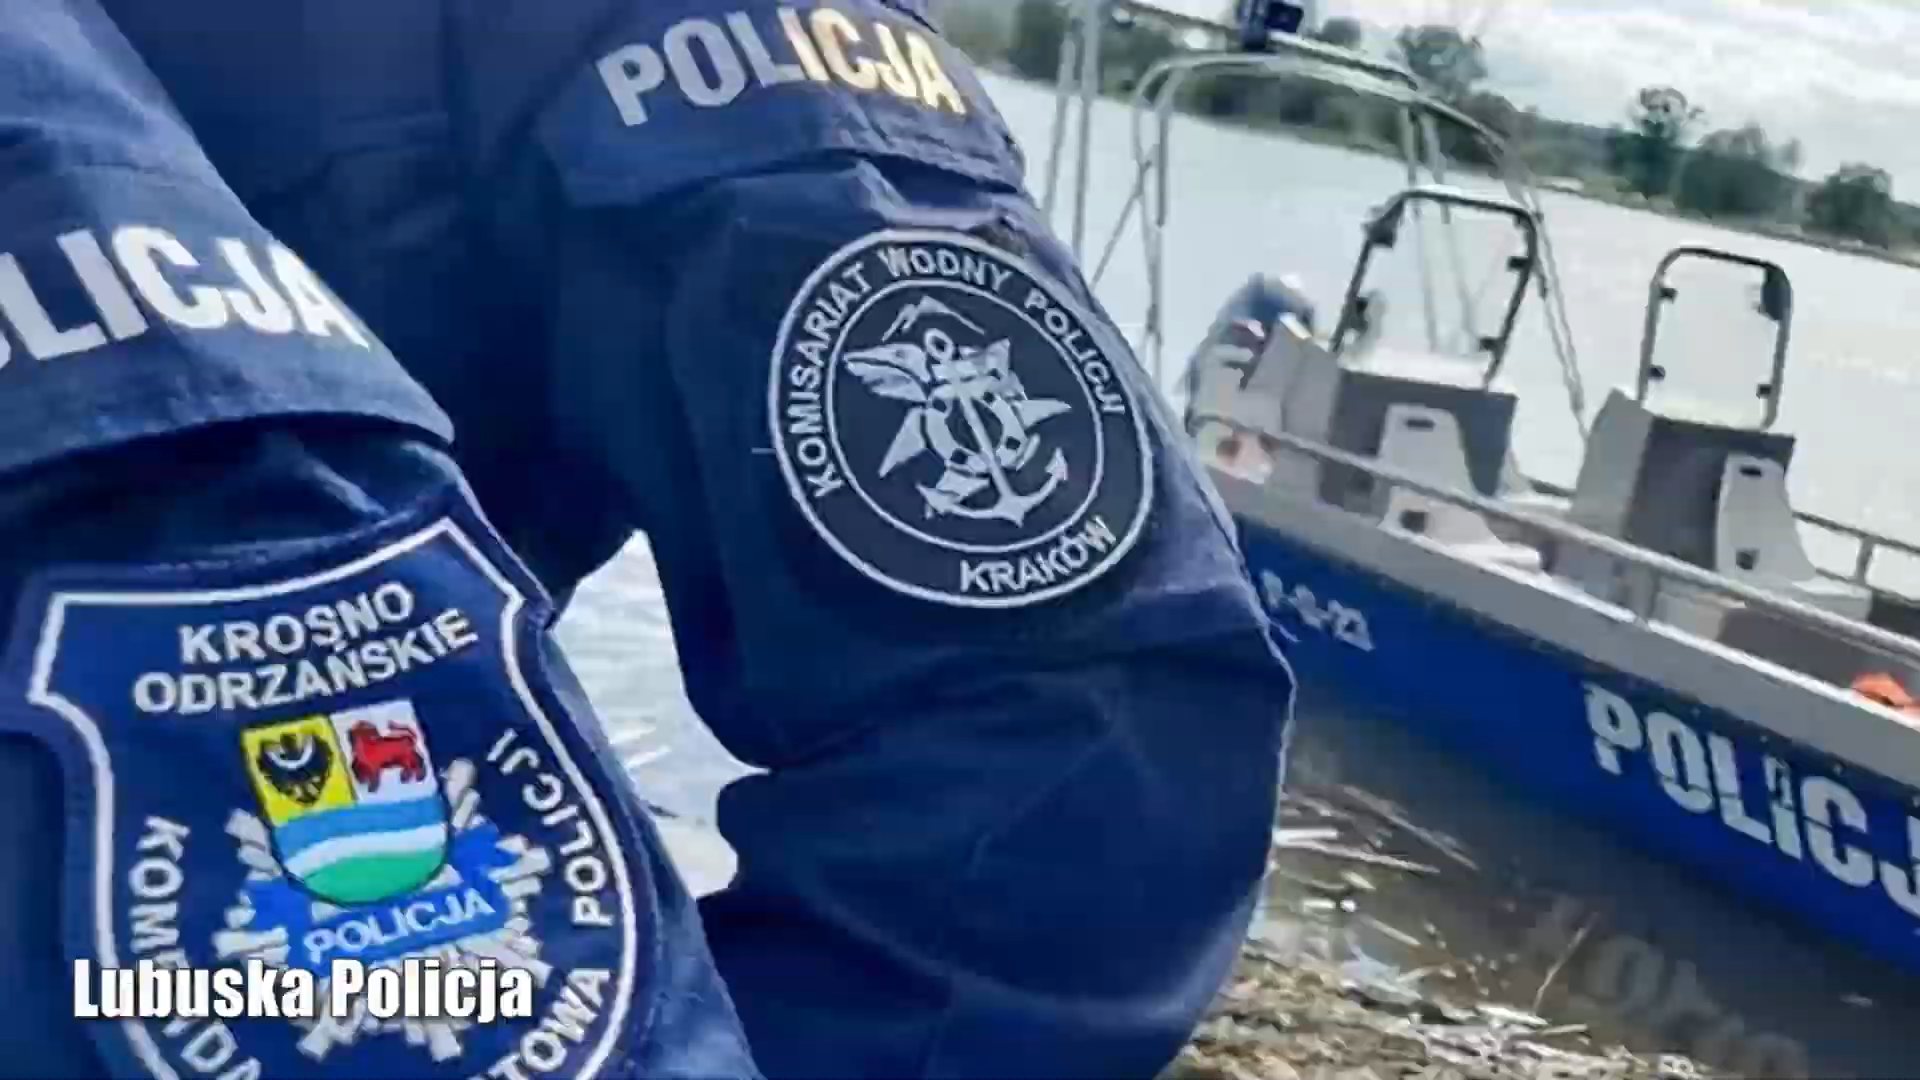 POLICJA
LICJA
KOMISARIAT WODNY POLICJI
KRAKÓW
KROSNO
ODRZAŃSKIE
POLICJI
POLICJA
Lubuska Policja
POLICJ